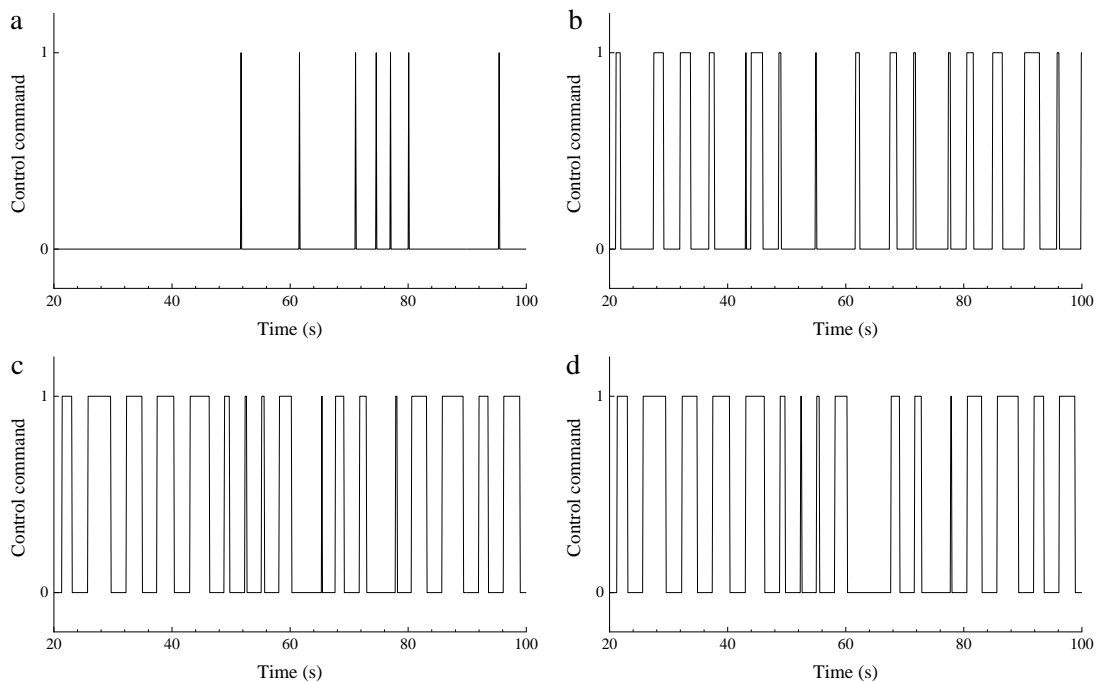 a
Control command
1
0
20 40 60 80 100
Time (s)
b
Control command
1
0
20 40 60 80 100
Time (s)
c
Control command
1
0
20 40 60 80 100
Time (s)
d
Control command
1
0
20 40 60 80 100
Time (s)